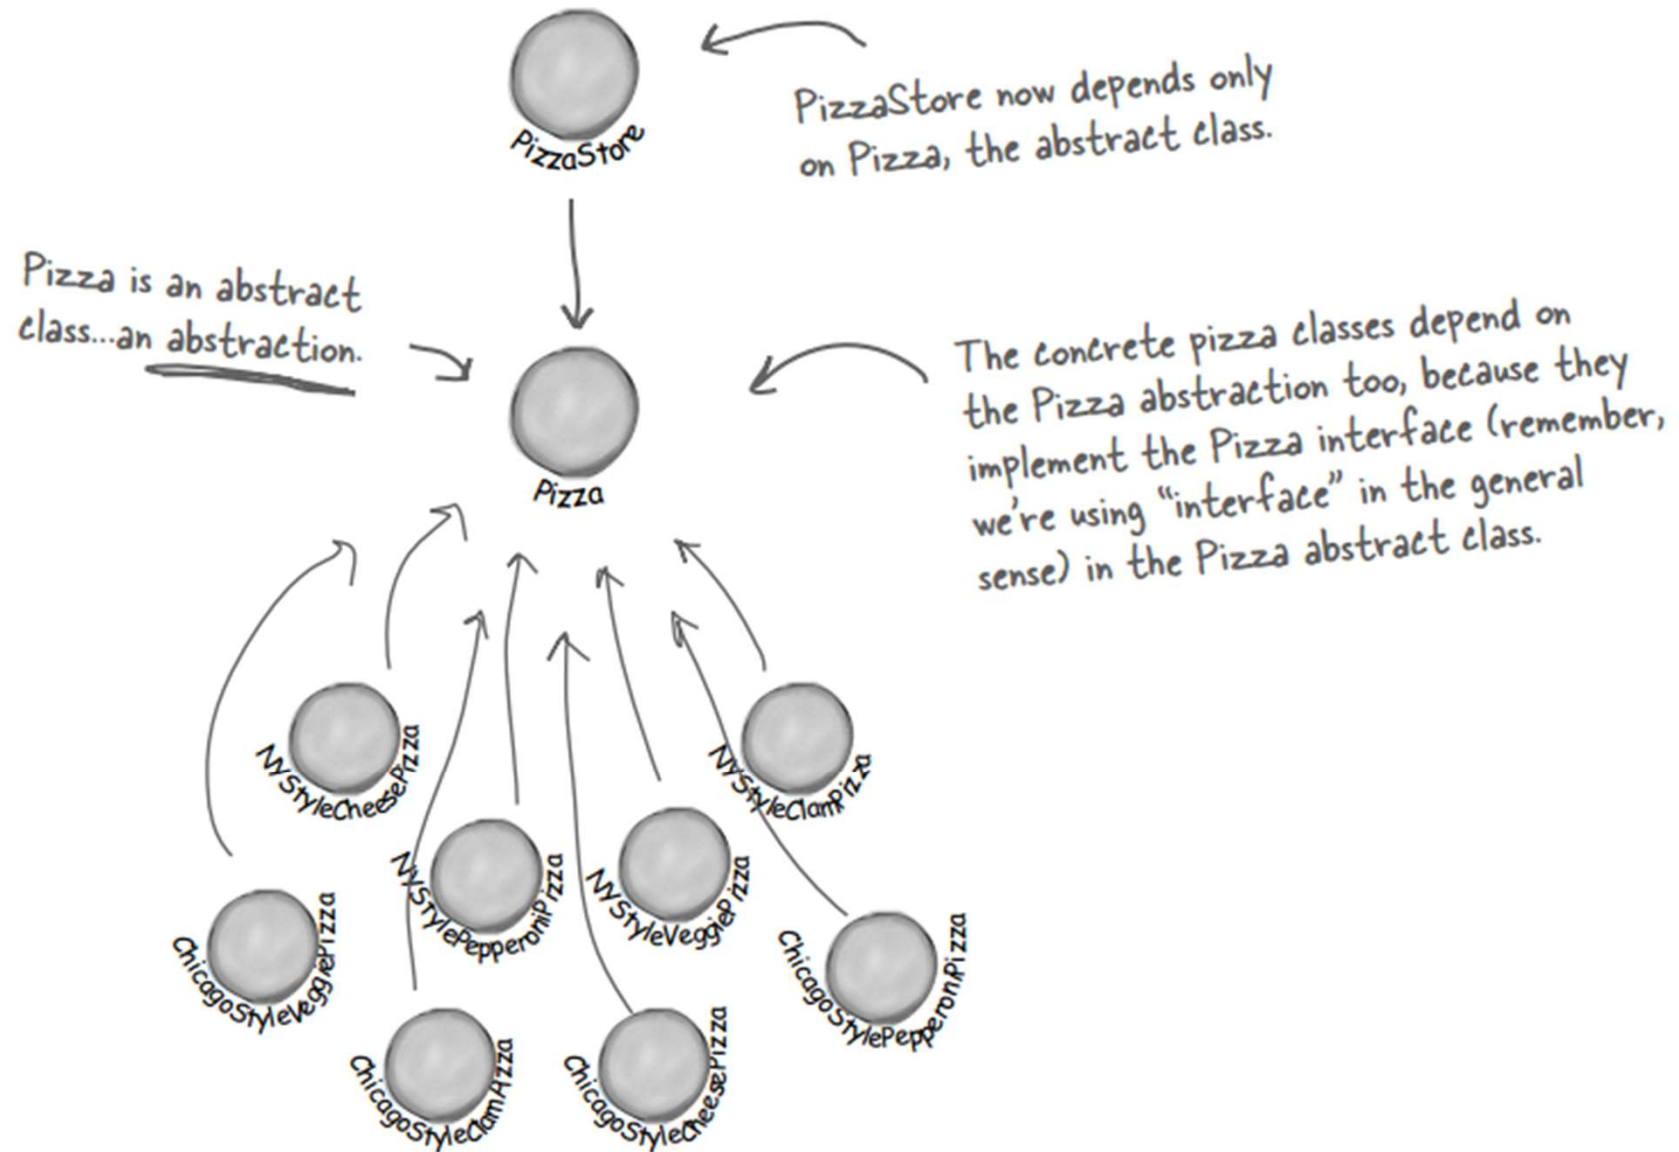 PizzaStore
PizzaStore now depends only
on Pizza, the abstract class.
Pizza is an abstract
class...an abstraction.
Pizza
The concrete pizza classes depend on
the Pizza abstraction too, because they
implement the Pizza interface (remember,
we're using “interface” in the general
sense) in the Pizza abstract class.
NYStyleCheesePizza
NYStyleClamPizza
NYStylePepperoniPizza
NYStyleVeggiePizza
ChicagoStyleVeggiePizza
ChicagoStylePepperoniPizza
ChicagoStyleClamPizza
ChicagoStyleCheesePizza